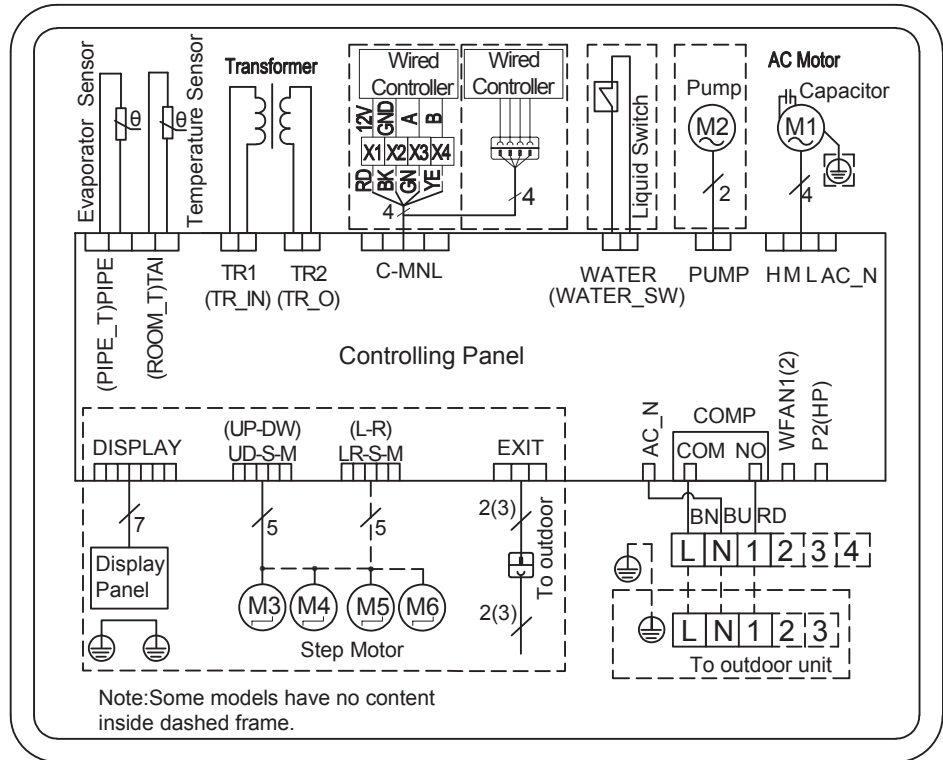 Evaporator Sensor
θ
θ
Temperature Sensor
Transformer
Wired
Controller
12V GND A B
X1 X2 X3 X4
RD BK GN YE
4
Wired
Controller
4
Liquid Switch
Pump
M2
2
AC Motor
Capacitor
M1
4
(PIPE_T)PIPE
(ROOM_T)TAI
TR1
(TR_IN)
TR2
(TR_O)
C-MNL
WATER
(WATER_SW)
PUMP
H M L AC_N
Controlling Panel
DISPLAY
(UP-DW)
UD-S-M
(L-R)
LR-S-M
EXIT
AC_N
COMP
COM NO
WFAN1(2)
P2(HP)
7
Display
Panel
5
5
M3 M4 M5 M6
Step Motor
2(3)
To outdoor
2(3)
BN BU RD
L N 1 2 3 4
L N 1 2 3
To outdoor unit
Note:Some models have no content
inside dashed frame.